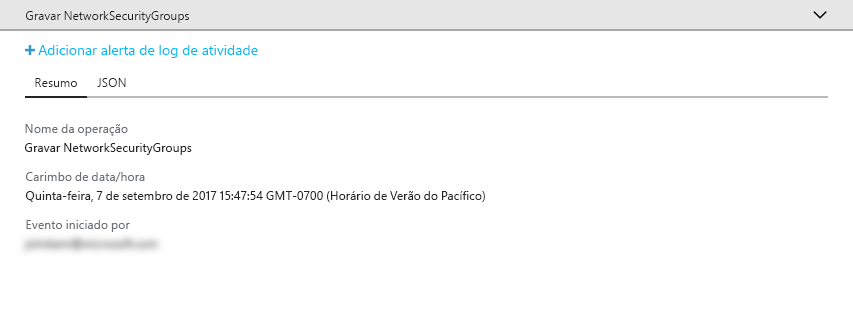 Gravar NetworkSecurityGroups
+ Adicionar alerta de log de atividade
Resumo JSON
Nome da operação
Gravar NetworkSecurityGroups
Carimbo de data/hora
Quinta-feira, 7 de setembro de 2017 15:47:54 GMT-0700 (Horário de Verão do Pacífico)
Evento iniciado por